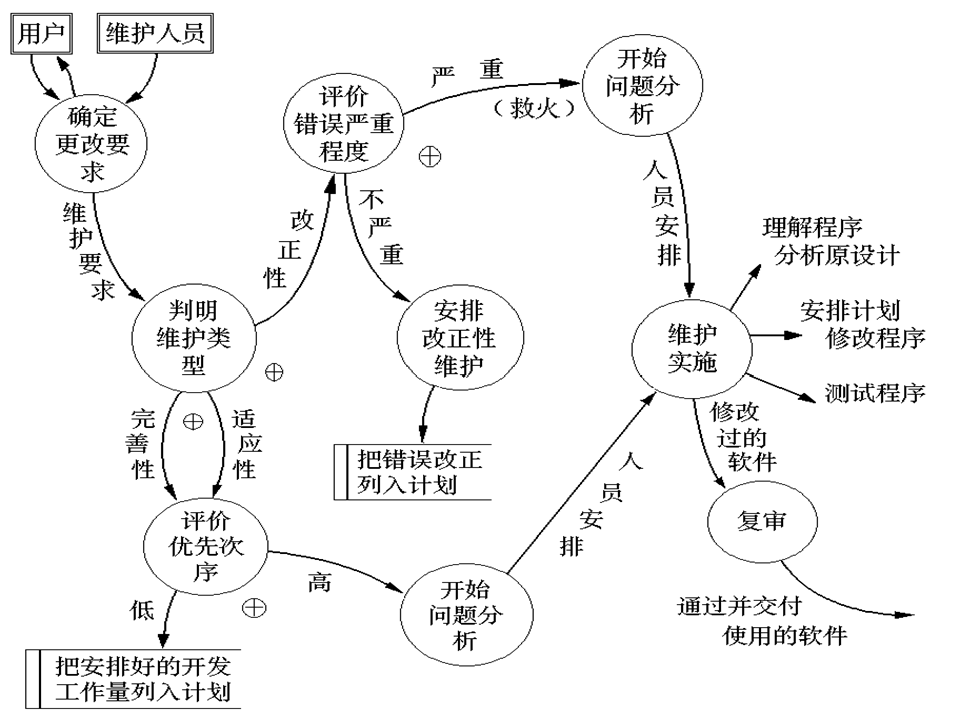 用户
维护人员
确定
更改要
求
维护要求
判明
维护类
型
改正性
评价
错误严重
程度
严重
（救火）
开始
问题分
析
不严重
安排
改正性
维护
把错误改正
列入计划
人员安排
完善性
适应性
评价
优先次
序
低
把安排好的开发
工作量列入计划
高
开始
问题分
析
人员安排
维护
实施
理解程序
分析原设计
安排计划
修改程序
测试程序
修改
过的
软件
复审
通过并交付
使用的软件